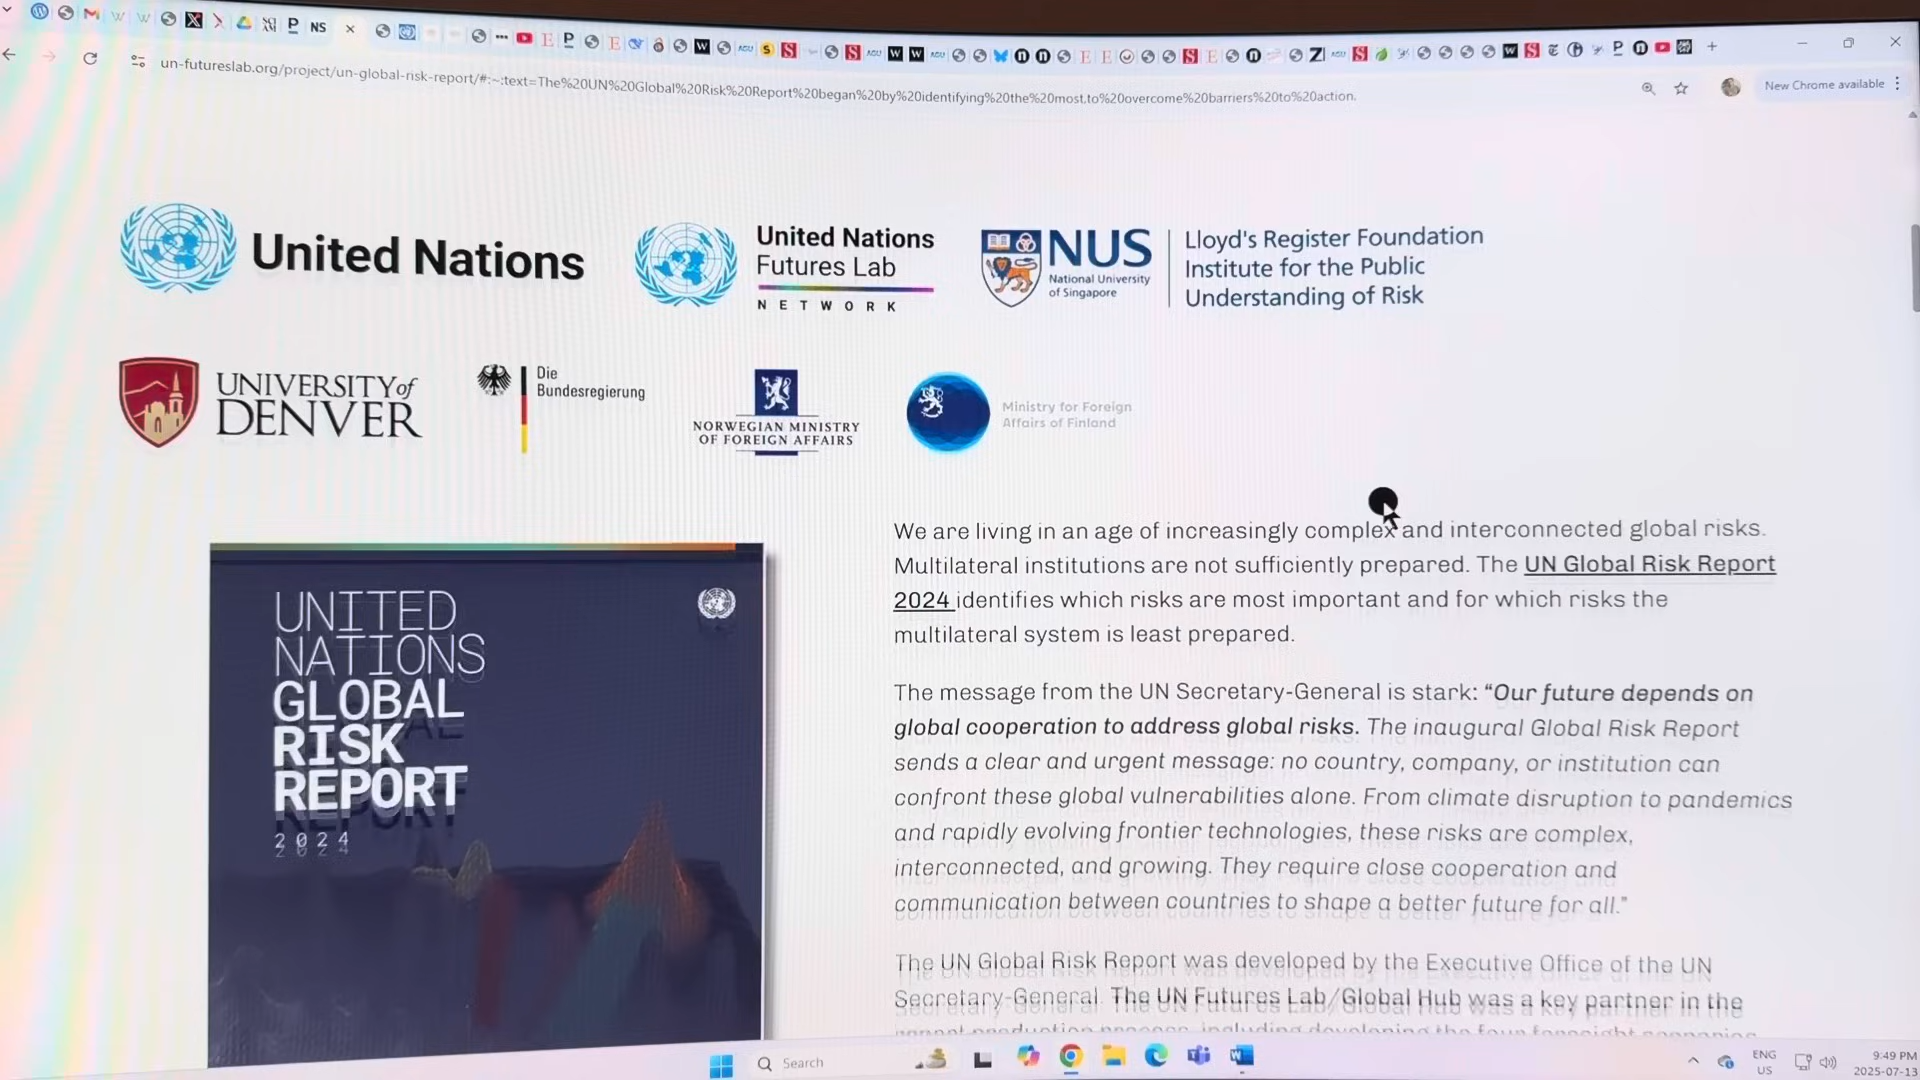 NS
un-futureslab.org/project/un-global-risk-report/#:~:text=The%20UN%20Global%20Risk%20Report%20began%20by%20identifying%20the%20most,to%20overcome%20barriers%20to%20action.
New Chrome available
United Nations
United Nations
Futures Lab
NETWORK
NUS
National University
of Singapore
Lloyd's Register Foundation
Institute for the Public
Understanding of Risk
UNIVERSITY of
DENVER
Die
Bundesregierung
NORWEGIAN MINISTRY
OF FOREIGN AFFAIRS
Ministry for Foreign
Affairs of Finland
UNITED
NATIONS
GLOBAL
RISK
REPORT
2024
We are living in an age of increasingly complex and interconnected global risks.
Multilateral institutions are not sufficiently prepared. The UN Global Risk Report
2024 identifies which risks are most important and for which risks the
multilateral system is least prepared.
The message from the UN Secretary-General is stark: “Our future depends on
global cooperation to address global risks. The inaugural Global Risk Report
sends a clear and urgent message: no country, company, or institution can
confront these global vulnerabilities alone. From climate disruption to pandemics
and rapidly evolving frontier technologies, these risks are complex,
interconnected, and growing. They require close cooperation and
communication between countries to shape a better future for all.”
The UN Global Risk Report was developed by the Executive Office of the UN
Secretary-General. The UN Futures Lab/Global Hub was a key partner in the
report production process, including developing the four foresight
Search
ENG
US
9:49 PM
2025-07-13